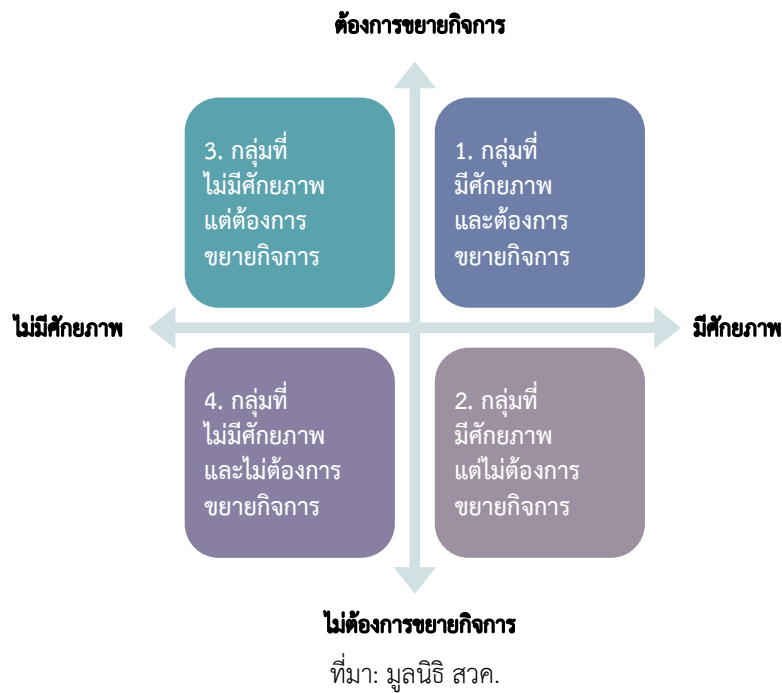 ต้องการขยายกิจการ
3. กลุ่มที่
ไม่มีศักยภาพ
แต่ต้องการ
ขยายกิจการ
1. กลุ่มที่
มีศักยภาพ
และต้องการ
ขยายกิจการ
ไม่มีศักยภาพ
มีศักยภาพ
4. กลุ่มที่
ไม่มีศักยภาพ
และไม่ต้องการ
ขยายกิจการ
2. กลุ่มที่
มีศักยภาพ
แต่ไม่ต้องการ
ขยายกิจการ
ไม่ต้องการขยายกิจการ
ที่มา: มูลนิธิ สวค.